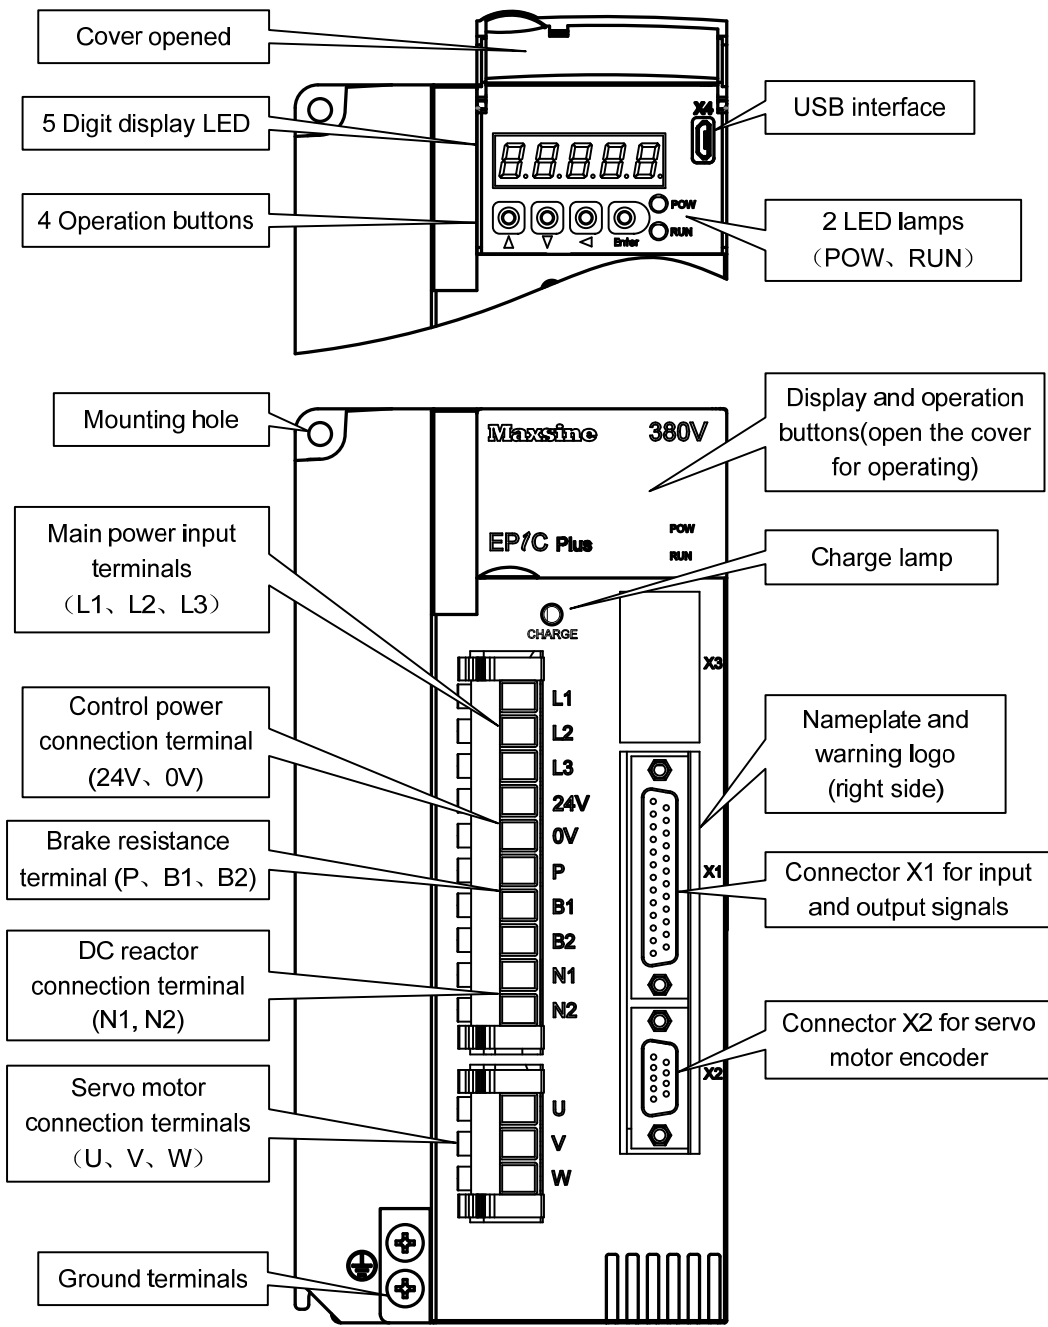 Cover opened
5 Digit display LED
4 Operation buttons
X4
USB interface
8.8.8.8.8.
POW
RUN
Enter
2 LED lamps
（POW、RUN）
Mounting hole
Maxsine 380V
Display and operation
buttons(open the cover
for operating)
EP1C Plus
POW
RUN
Main power input
terminals
（L1、L2、L3）
Charge lamp
CHARGE
X3
L1
L2
L3
24V
0V
P
B1
B2
N1
N2
Control power
connection terminal
(24V、0V)
Nameplate and
warning logo
(right side)
Brake resistance
terminal (P、B1、B2)
X1
Connector X1 for input
and output signals
DC reactor
connection terminal
(N1, N2)
Connector X2 for servo
motor encoder
X2
Servo motor
connection terminals
（U、V、W）
U
V
W
Ground terminals